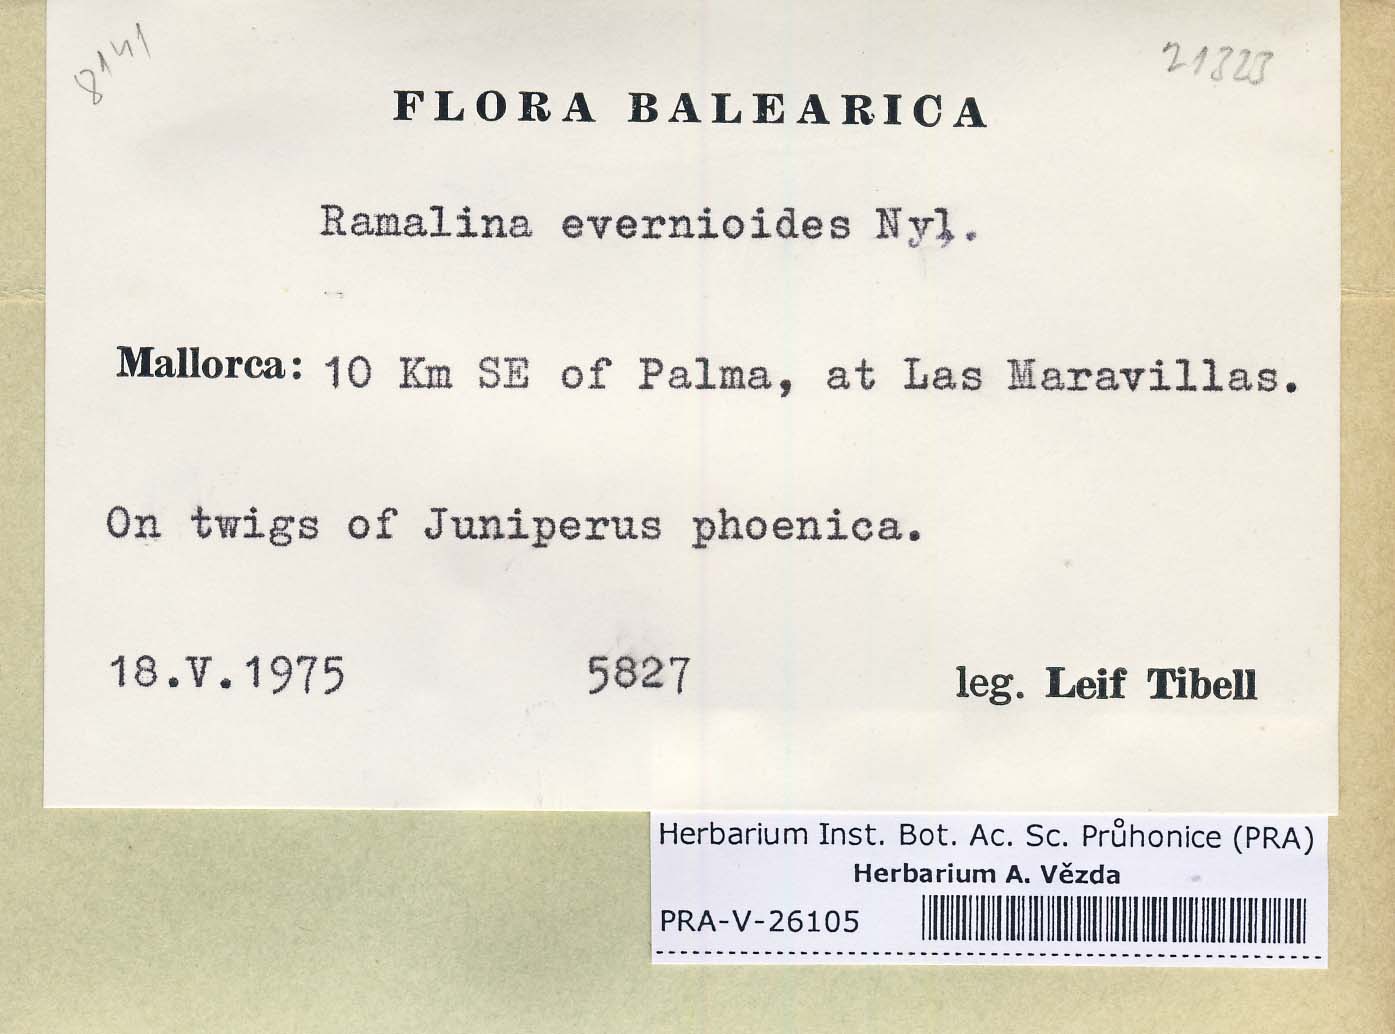 8141
21323
FLORA BALEARICA
Ramalina evernioides Nyl.
Mallorca: 10 Km SE of Palma, at Las Maravillas.
On twigs of Juniperus phoenica.
18.V.1975 5827 leg. Leif Tibell
Herbarium Inst. Bot. Ac. Sc. Průhonice (PRA)
Herbarium A. Vězda
PRA-V-26105